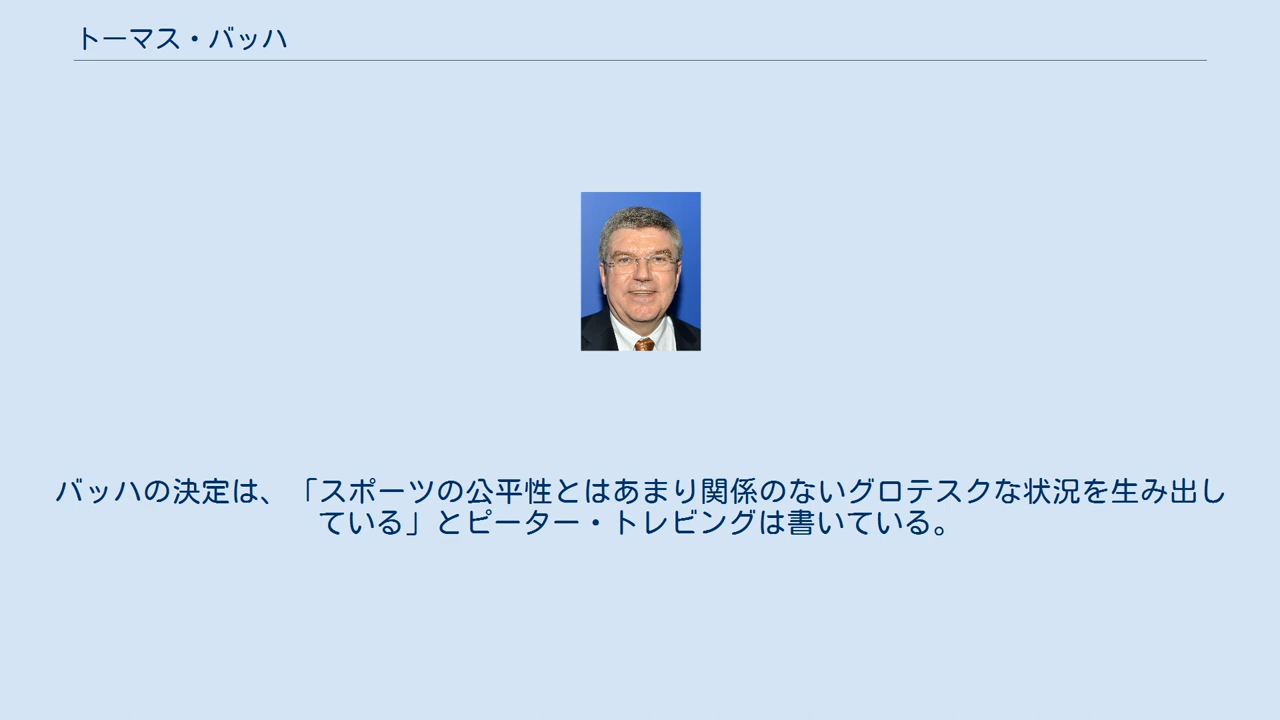 トーマス・バッハ
バッハの決定は、「スポーツの公平性とはあまり関係のないグロテスクな状況を生み出し
ている」とピーター・トレビングは書いている。